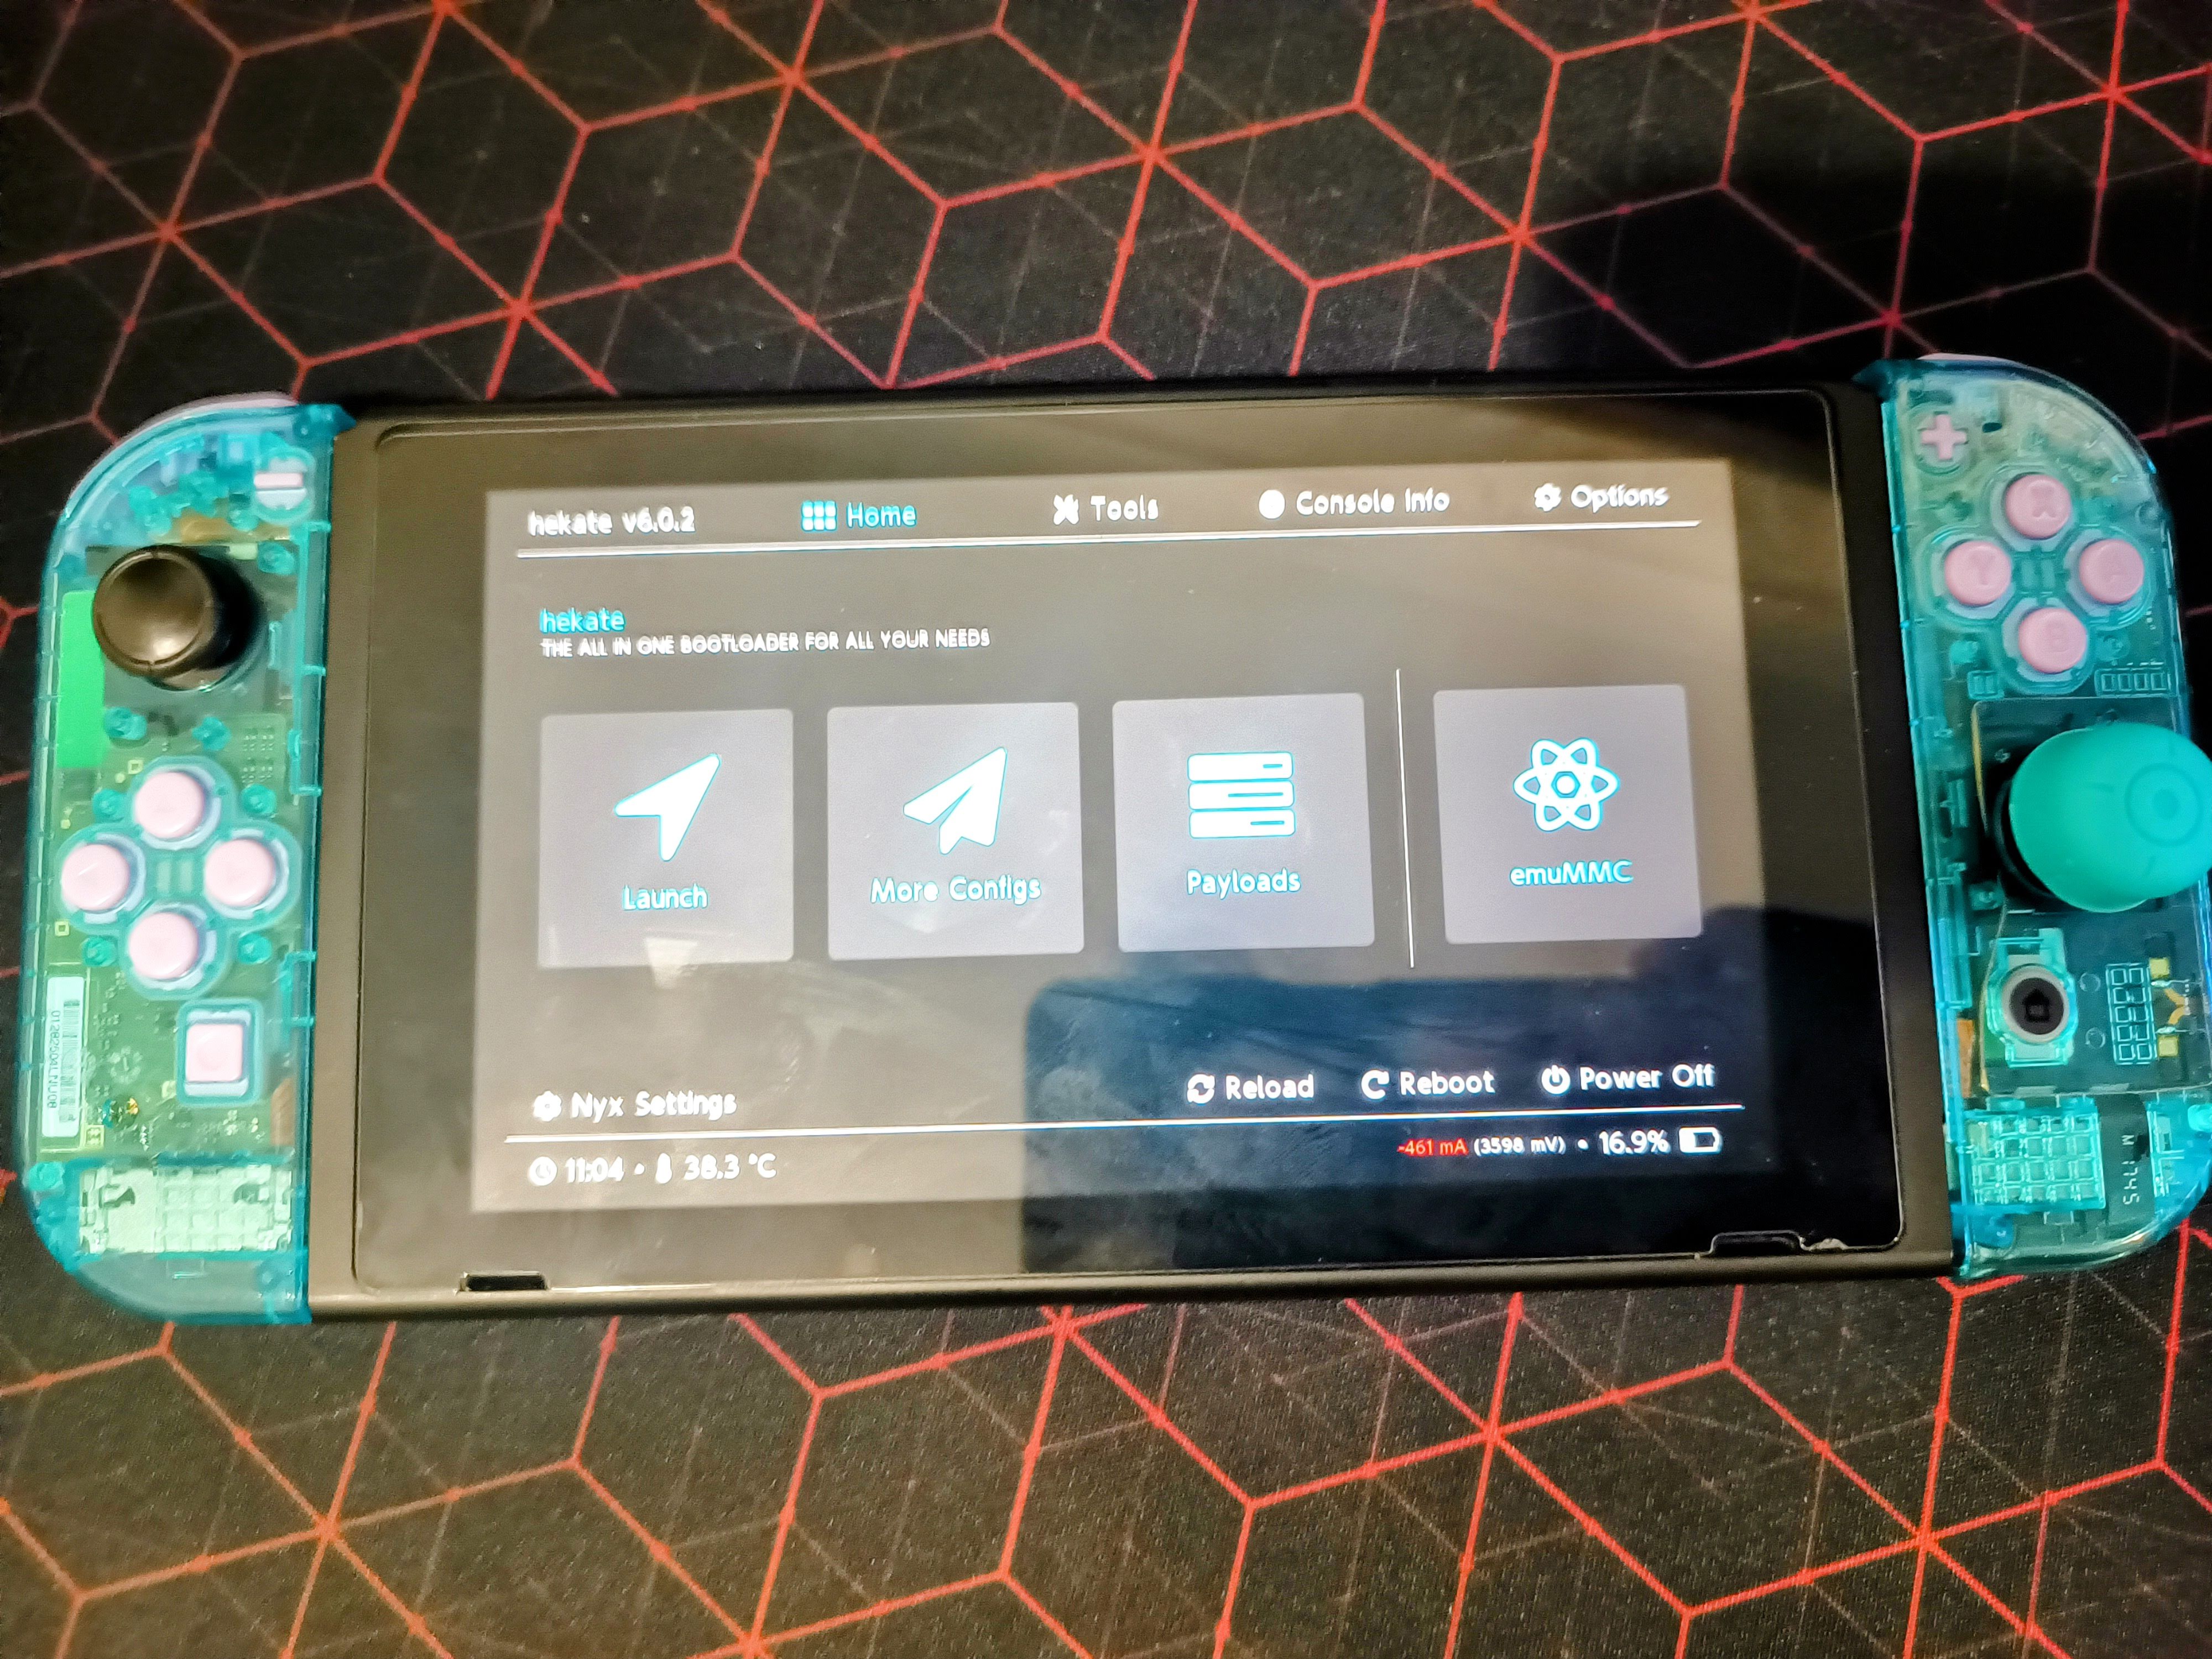 hekate v6.0.2 Home Tools Console Info Options
hekate
THE ALL IN ONE BOOTLOADER FOR ALL YOUR NEEDS
Launch More Configs Payloads emuMMC
Nyx Settings Reload Reboot Power Off
11:04 • 38.3 °C -461 mA (3598 mV) • 16.9%
X
Y A
B